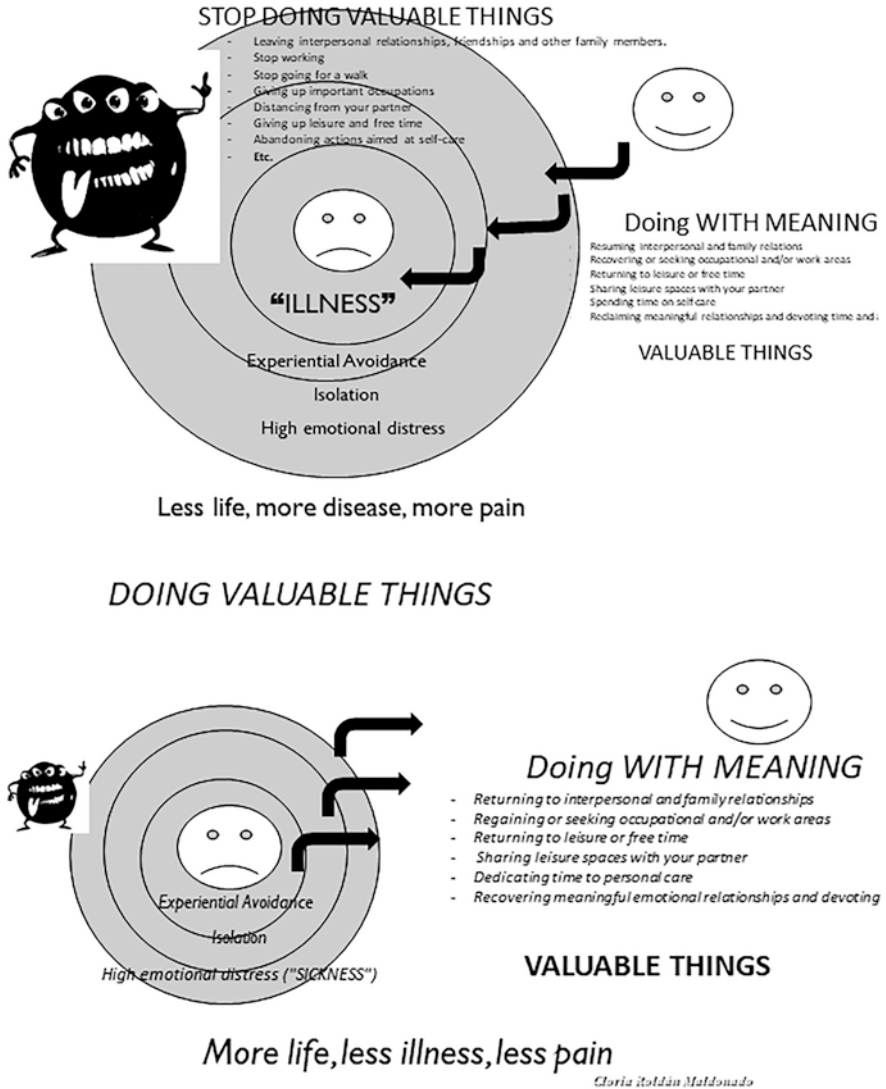 STOP DOING VALUABLE THINGS
- Leaving interpersonal relationships, friendships and other family members.
- Stop working
- Stop going for a walk
- Giving up important occupations
- Distancing from your partner
- Giving up leisure and free time
- Abandoning actions aimed at self-care
- Etc.
“ILLNESS”
Experiential Avoidance
Isolation
High emotional distress
Doing WITH MEANING
Resuming interpersonal and family relations
Recovering or seeking occupational and/or work areas
Returning to leisure or free time
Sharing leisure spaces with your partner
Spending time on self care
Reclaiming meaningful relationships and devoting time and
VALUABLE THINGS
Less life, more disease, more pain
DOING VALUABLE THINGS
Experiential Avoidance
Isolation
High emotional distress ("SICKNESS")
Doing WITH MEANING
- Returning to interpersonal and family relationships
- Regaining or seeking occupational and/or work areas
- Returning to leisure or free time
- Sharing leisure spaces with your partner
- Dedicating time to personal care
- Recovering meaningful emotional relationships and devoting
VALUABLE THINGS
More life, less illness, less pain
Gloria Roldán Maldonado